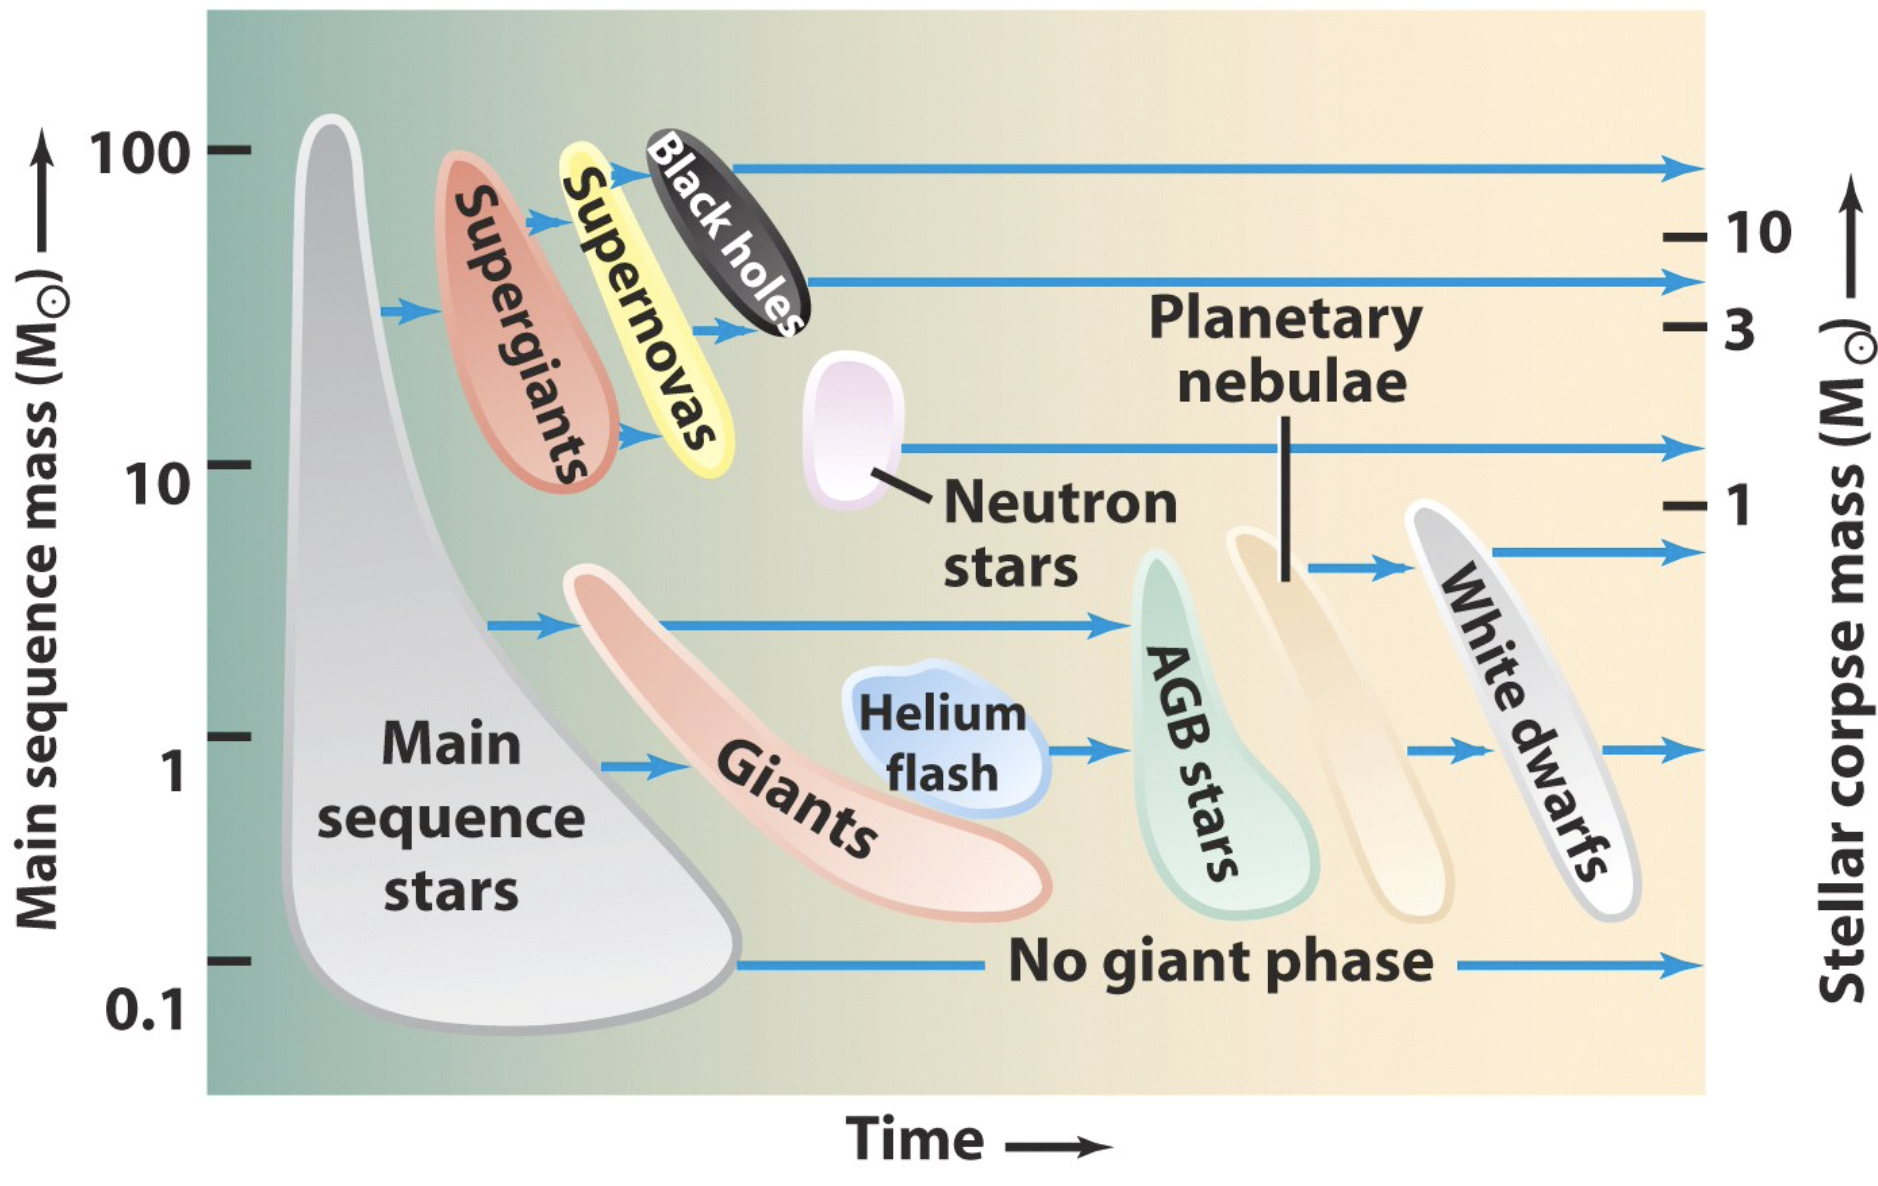 Main sequence mass (M☉)
100
10
1
0.1
Supergiants
Supernovas
Black holes
Planetary
nebulae
Neutron
stars
Main
sequence
stars
Giants
Helium
flash
AGB stars
White dwarfs
No giant phase
10
3
1
Stellar corpse mass (M☉)
Time